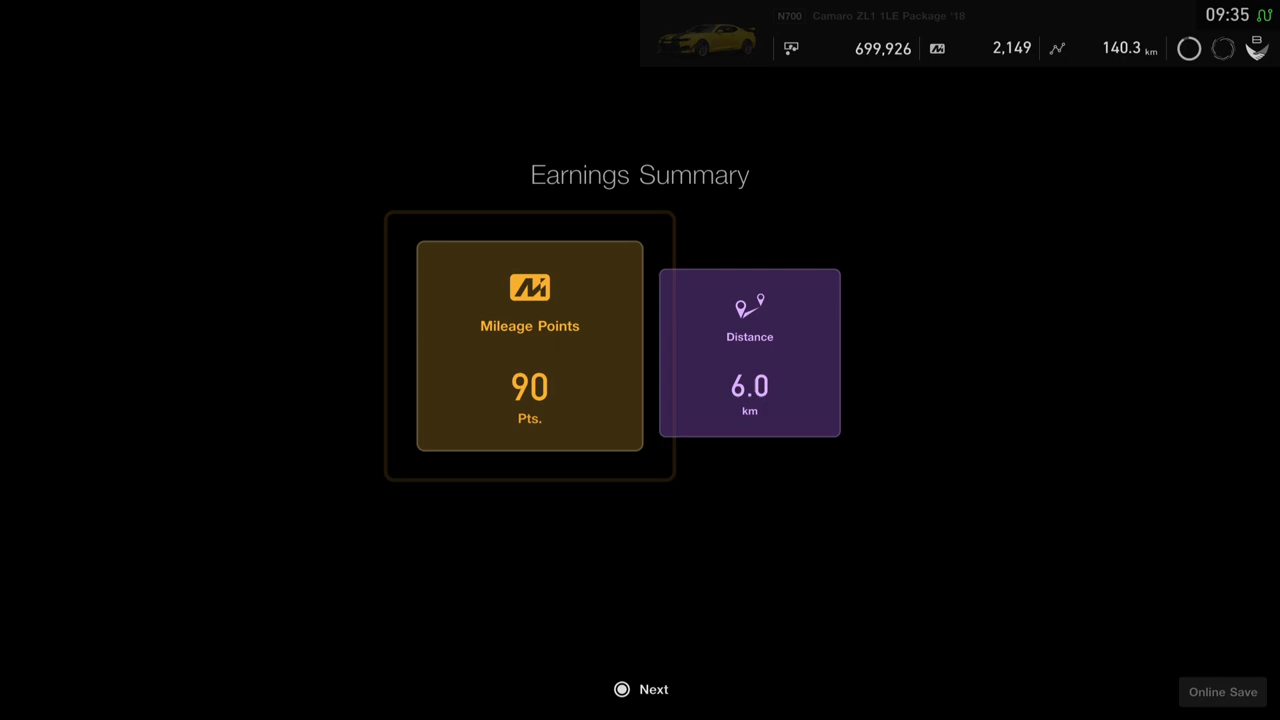 N700 Camaro ZL1 1LE Package '18
09:35
699,926 2,149 140.3 km
Earnings Summary
Mileage Points
90
Pts.
Distance
6.0
km
Next
Online Save